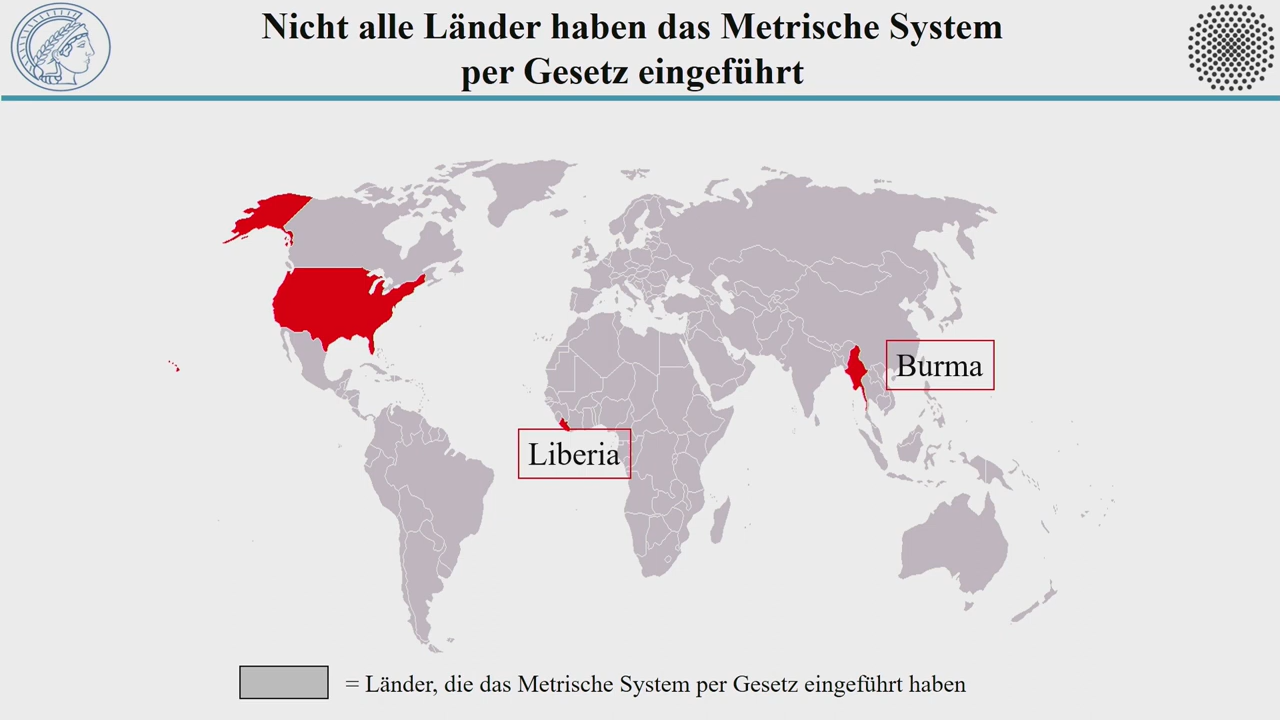 Nicht alle Länder haben das Metrische System
per Gesetz eingeführt
Burma
Liberia
= Länder, die das Metrische System per Gesetz eingeführt haben